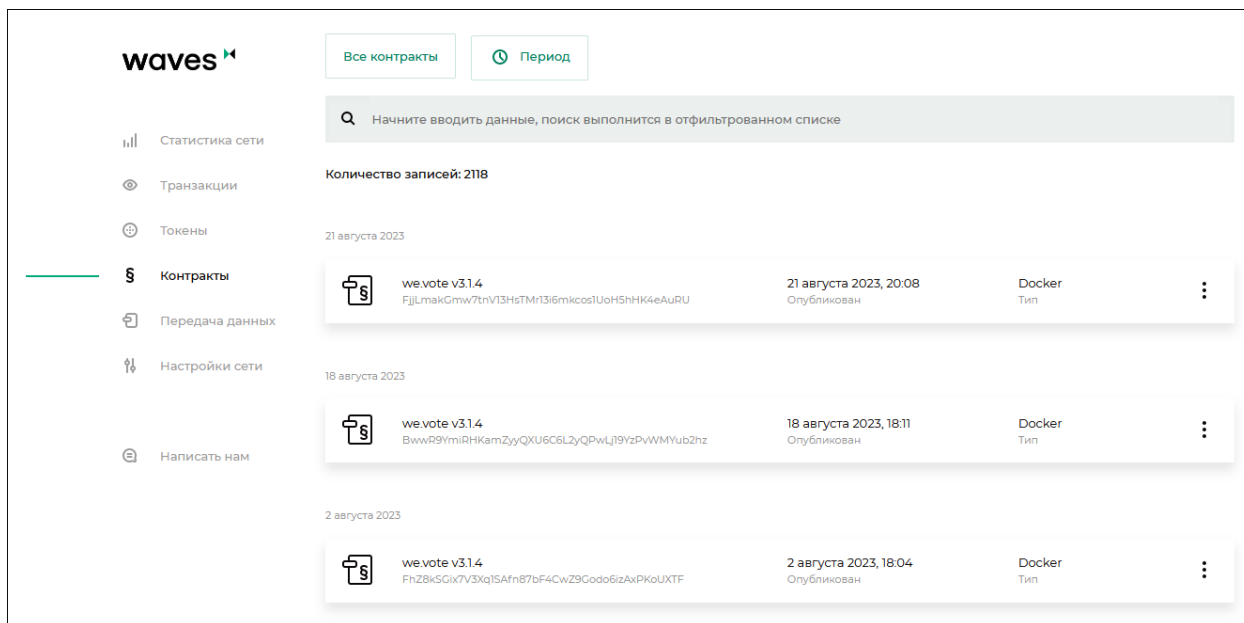 waves
Все контракты
Период
Начните вводить данные, поиск выполнится в отфильтрованном списке
Статистика сети
Транзакции
Токены
§ Контракты
Передача данных
Настройки сети
Написать нам
Количество записей: 2118
21 августа 2023
we.vote v3.1.4 21 августа 2023, 20:08 Docker
FjjLmakGmw7tnV13HsTMr13i6mkcos1UoH5hHK4eAuRU Опубликован Тип
18 августа 2023
we.vote v3.1.4 18 августа 2023, 18:11 Docker
BwwR9YmiRHKamZyyQXU6C6L2yQPwLj19YzPvWMYub2hz Опубликован Тип
2 августа 2023
we.vote v3.1.4 2 августа 2023, 18:04 Docker
FhZ8kSGix7V3Xq1SAfn87bF4CwZ9Godo6izAxPKoUXTF Опубликован Тип